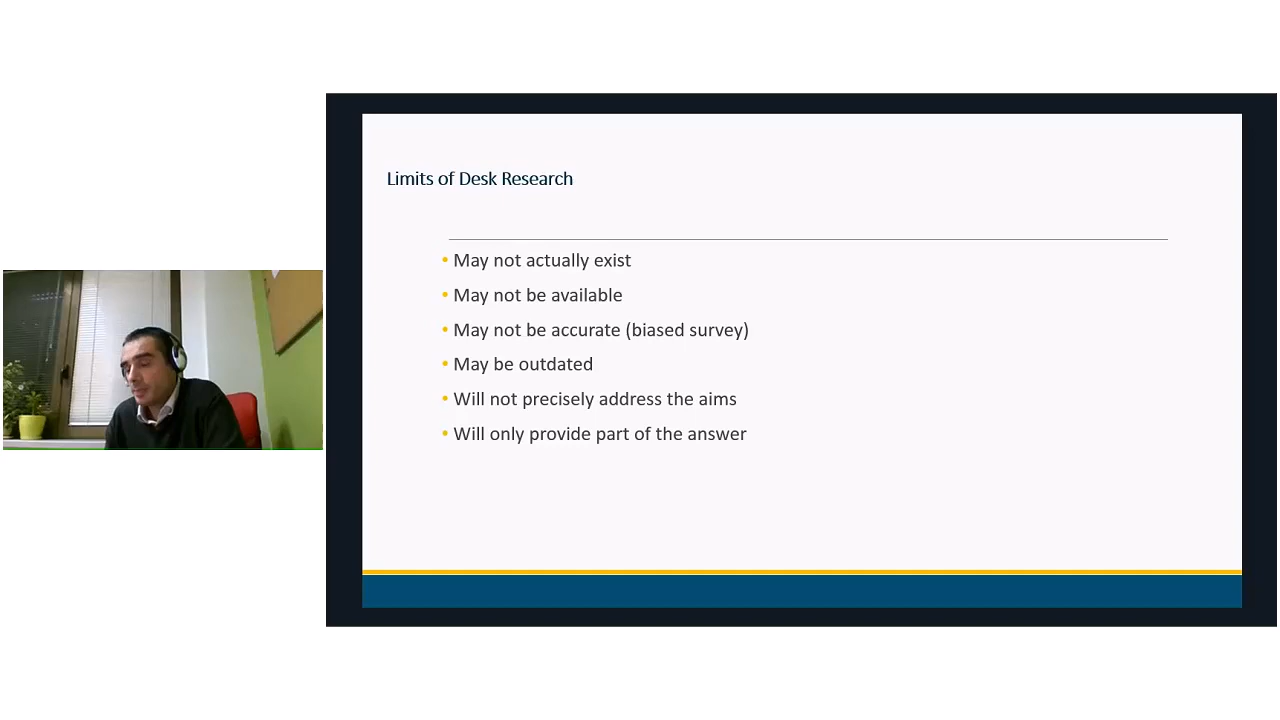 Limits of Desk Research
• May not actually exist
• May not be available
• May not be accurate (biased survey)
• May be outdated
• Will not precisely address the aims
• Will only provide part of the answer